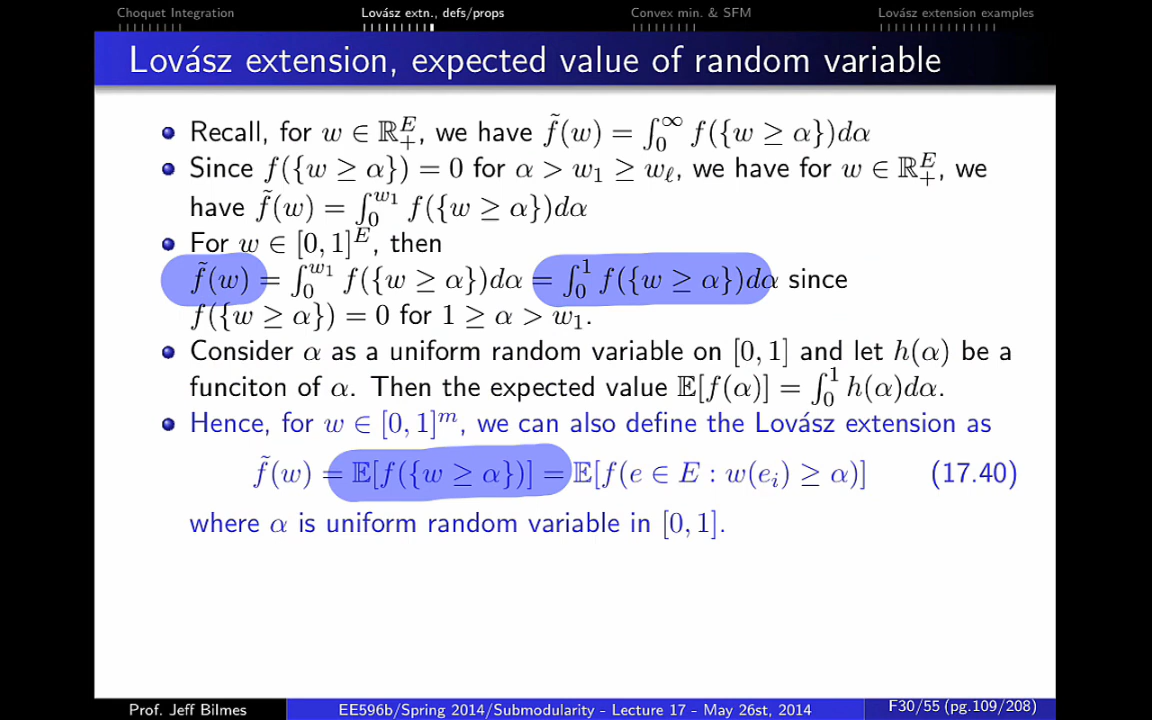 Choquet Integration Lovász extn., defs/props Convex min. & SFM Lovász extension examples
Lovász extension, expected value of random variable
Recall, for w ∈ ℝ₊ᴱ, we have f̃(w) = ∫₀^∞ f({w ≥ α})dα
Since f({w ≥ α}) = 0 for α > w₁ ≥ wₗ, we have for w ∈ ℝ₊ᴱ, we
have f̃(w) = ∫₀^w₁ f({w ≥ α})dα
For w ∈ [0, 1]ᴱ, then
f̃(w) = ∫₀^w₁ f({w ≥ α})dα = ∫₀¹ f({w ≥ α})dα since
f({w ≥ α}) = 0 for 1 ≥ α > w₁.
Consider α as a uniform random variable on [0, 1] and let h(α) be a
funciton of α. Then the expected value 𝔼[f(α)] = ∫₀¹ h(α)dα.
Hence, for w ∈ [0, 1]ᵐ, we can also define the Lovász extension as
f̃(w) = 𝔼[f({w ≥ α})] = 𝔼[f(e ∈ E : w(eᵢ) ≥ α)] (17.40)
where α is uniform random variable in [0, 1].
Prof. Jeff Bilmes EE596b/Spring 2014/Submodularity - Lecture 17 - May 26st, 2014 F30/55 (pg.109/208)